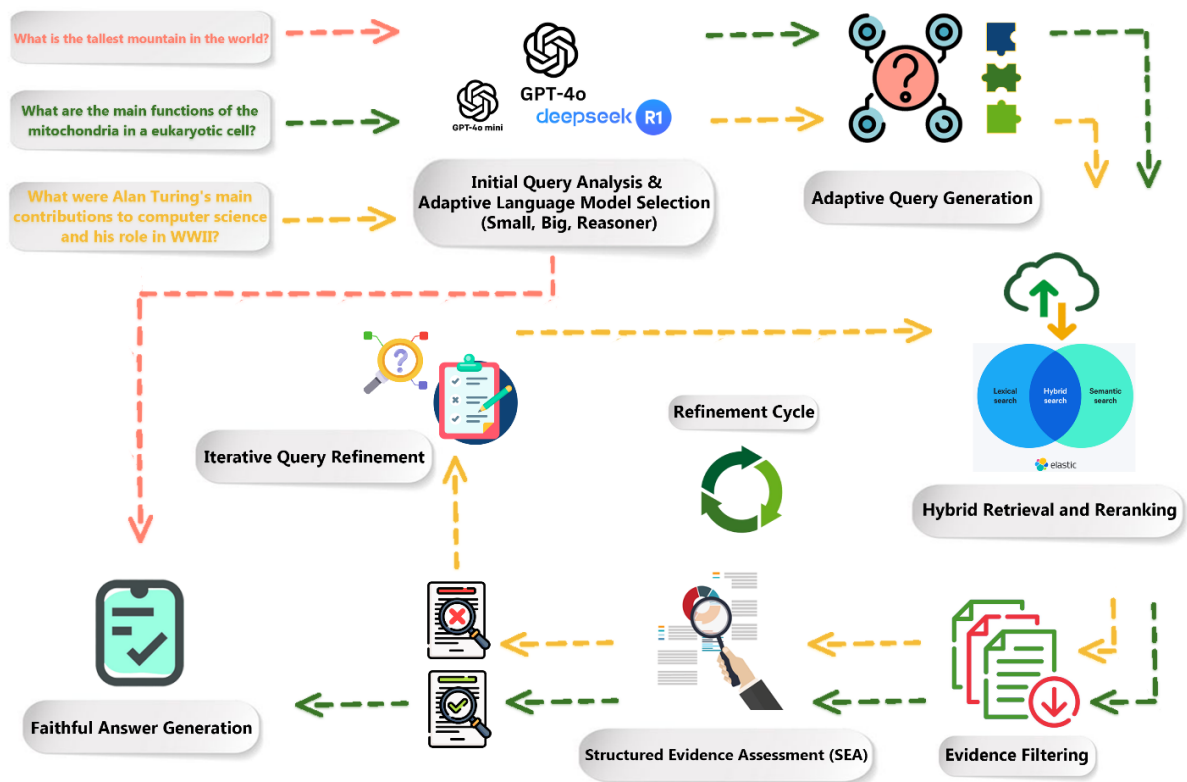 What is the tallest mountain in the world?
What are the main functions of the
mitochondria in a eukaryotic cell?
What were Alan Turing's main
contributions to computer science
and his role in WWII?
GPT-4o
GPT-4o mini
deepseek R1
Initial Query Analysis &
Adaptive Language Model Selection
(Small, Big, Reasoner)
?
Adaptive Query Generation
Lexical
search
Hybrid
search
Semantic
search
elastic
Hybrid Retrieval and Reranking
?
Iterative Query Refinement
Refinement Cycle
Faithful Answer Generation
Structured Evidence Assessment (SEA)
Evidence Filtering